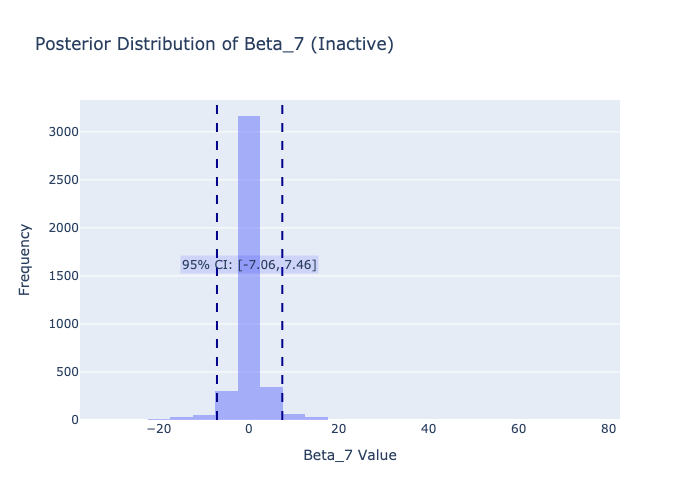 Posterior Distribution of Beta_7 (Inactive)
3000
2500
2000
1500
1000
500
0
Frequency
95% CI: [-7.06, 7.46]
−20 0 20 40 60 80
Beta_7 Value